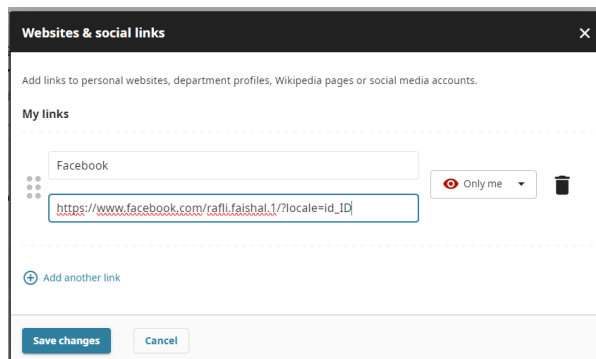 Websites & social links
Add links to personal websites, department profiles, Wikipedia pages or social media accounts.
My links
Facebook
https://www.facebook.com/rafli.faishal.1/?locale=id_ID
Only me
Add another link
Save changes
Cancel